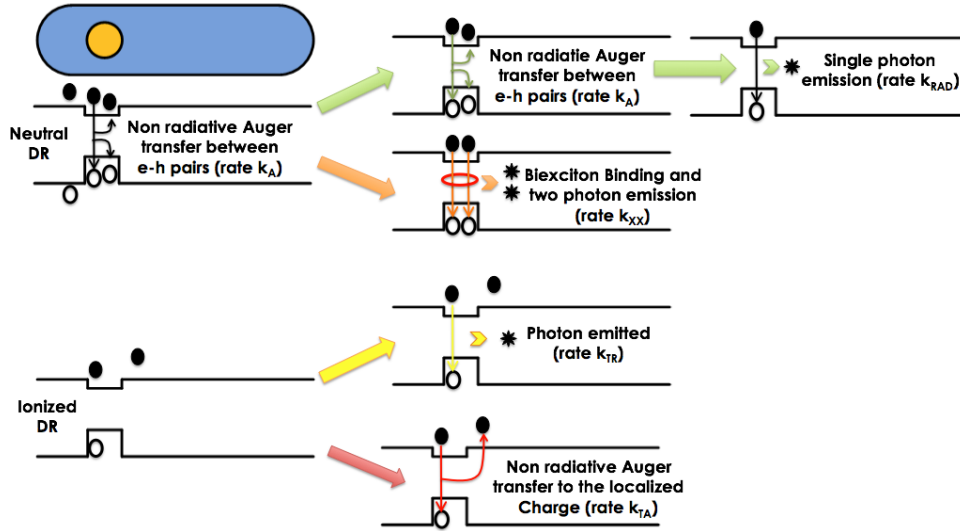 Neutral
DR
Non radiative Auger
transfer between
e-h pairs (rate kA)
Non radiatie Auger
transfer between
e-h pairs (rate kA)
Single photon
emission (rate kRAD)
Biexciton Binding and
two photon emission
(rate kXX)
Ionized
DR
Photon emitted
(rate kTR)
Non radiative Auger
transfer to the localized
Charge (rate kTA)